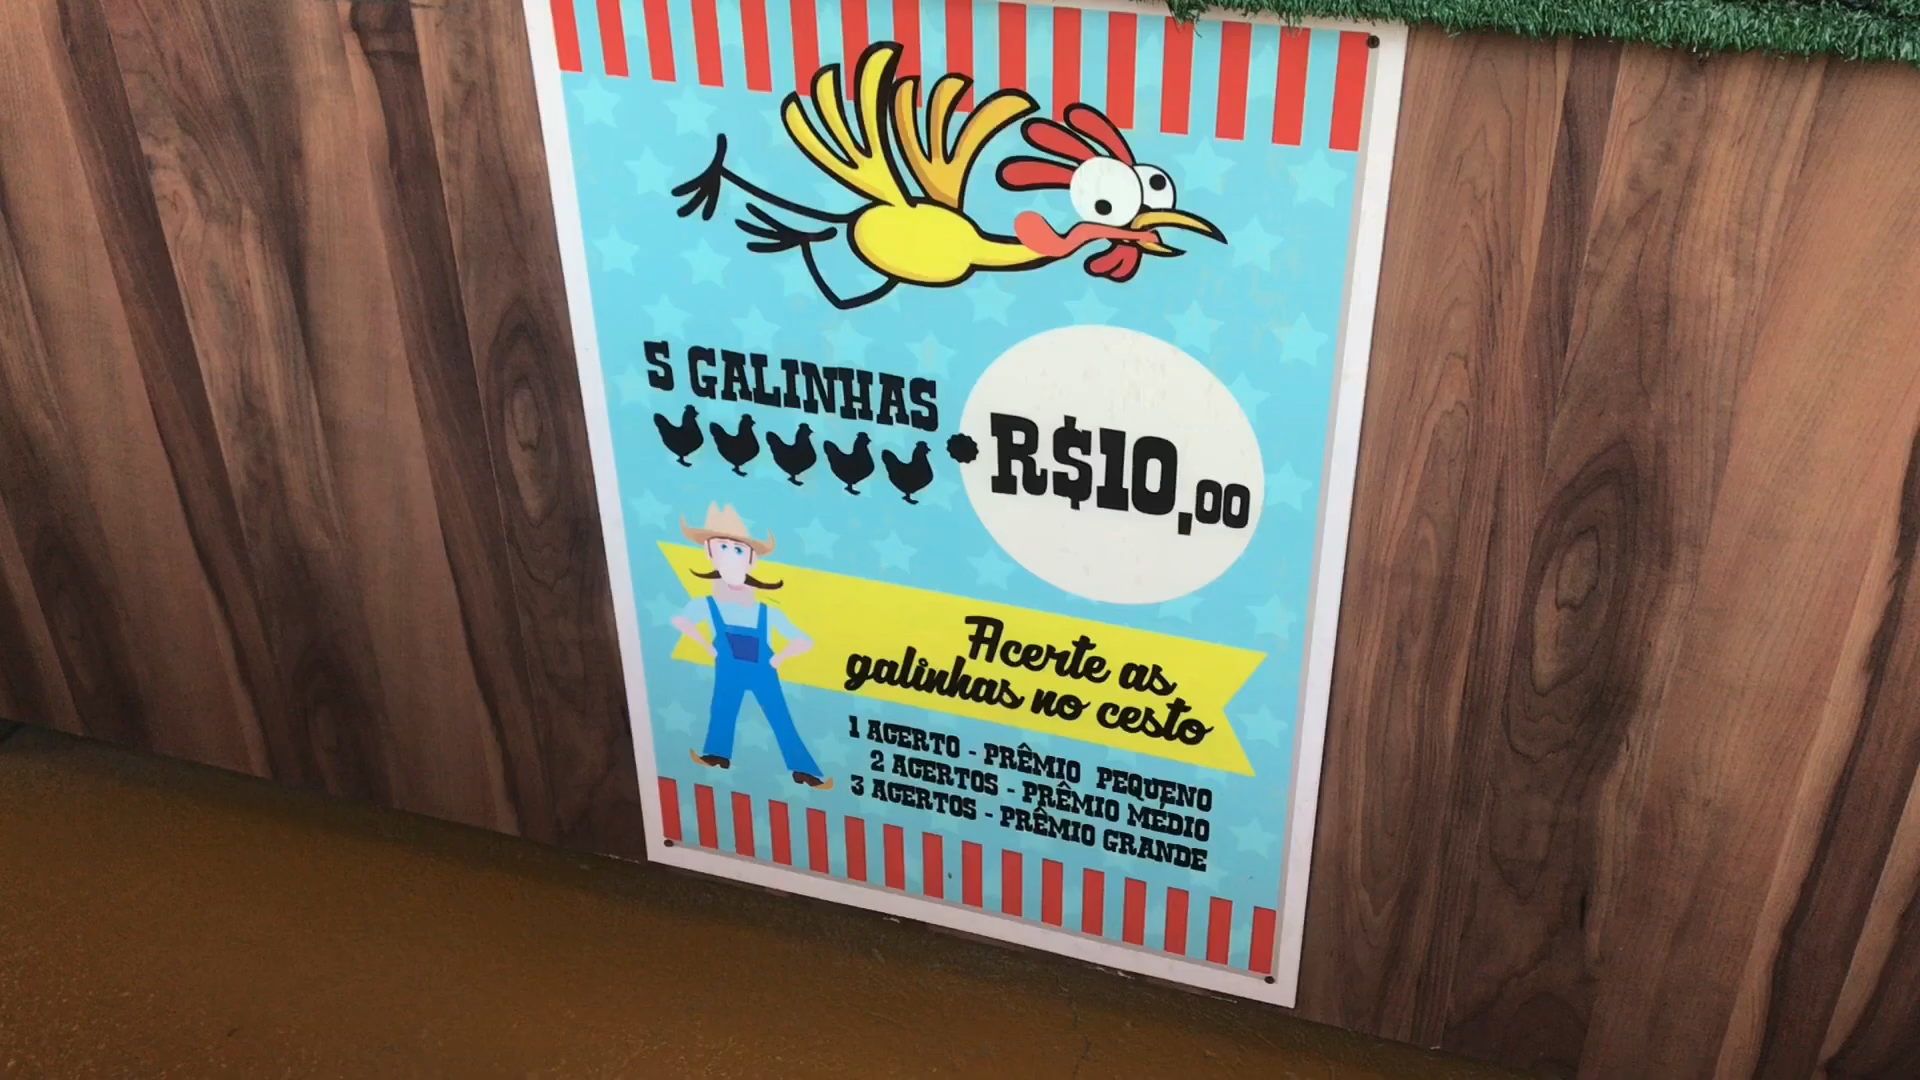 5 GALINHAS
R$10,00
Acerte as
galinhas no cesto
1 ACERTO - PRÊMIO PEQUENO
2 ACERTOS - PRÊMIO MÉDIO
3 ACERTOS - PRÊMIO GRANDE